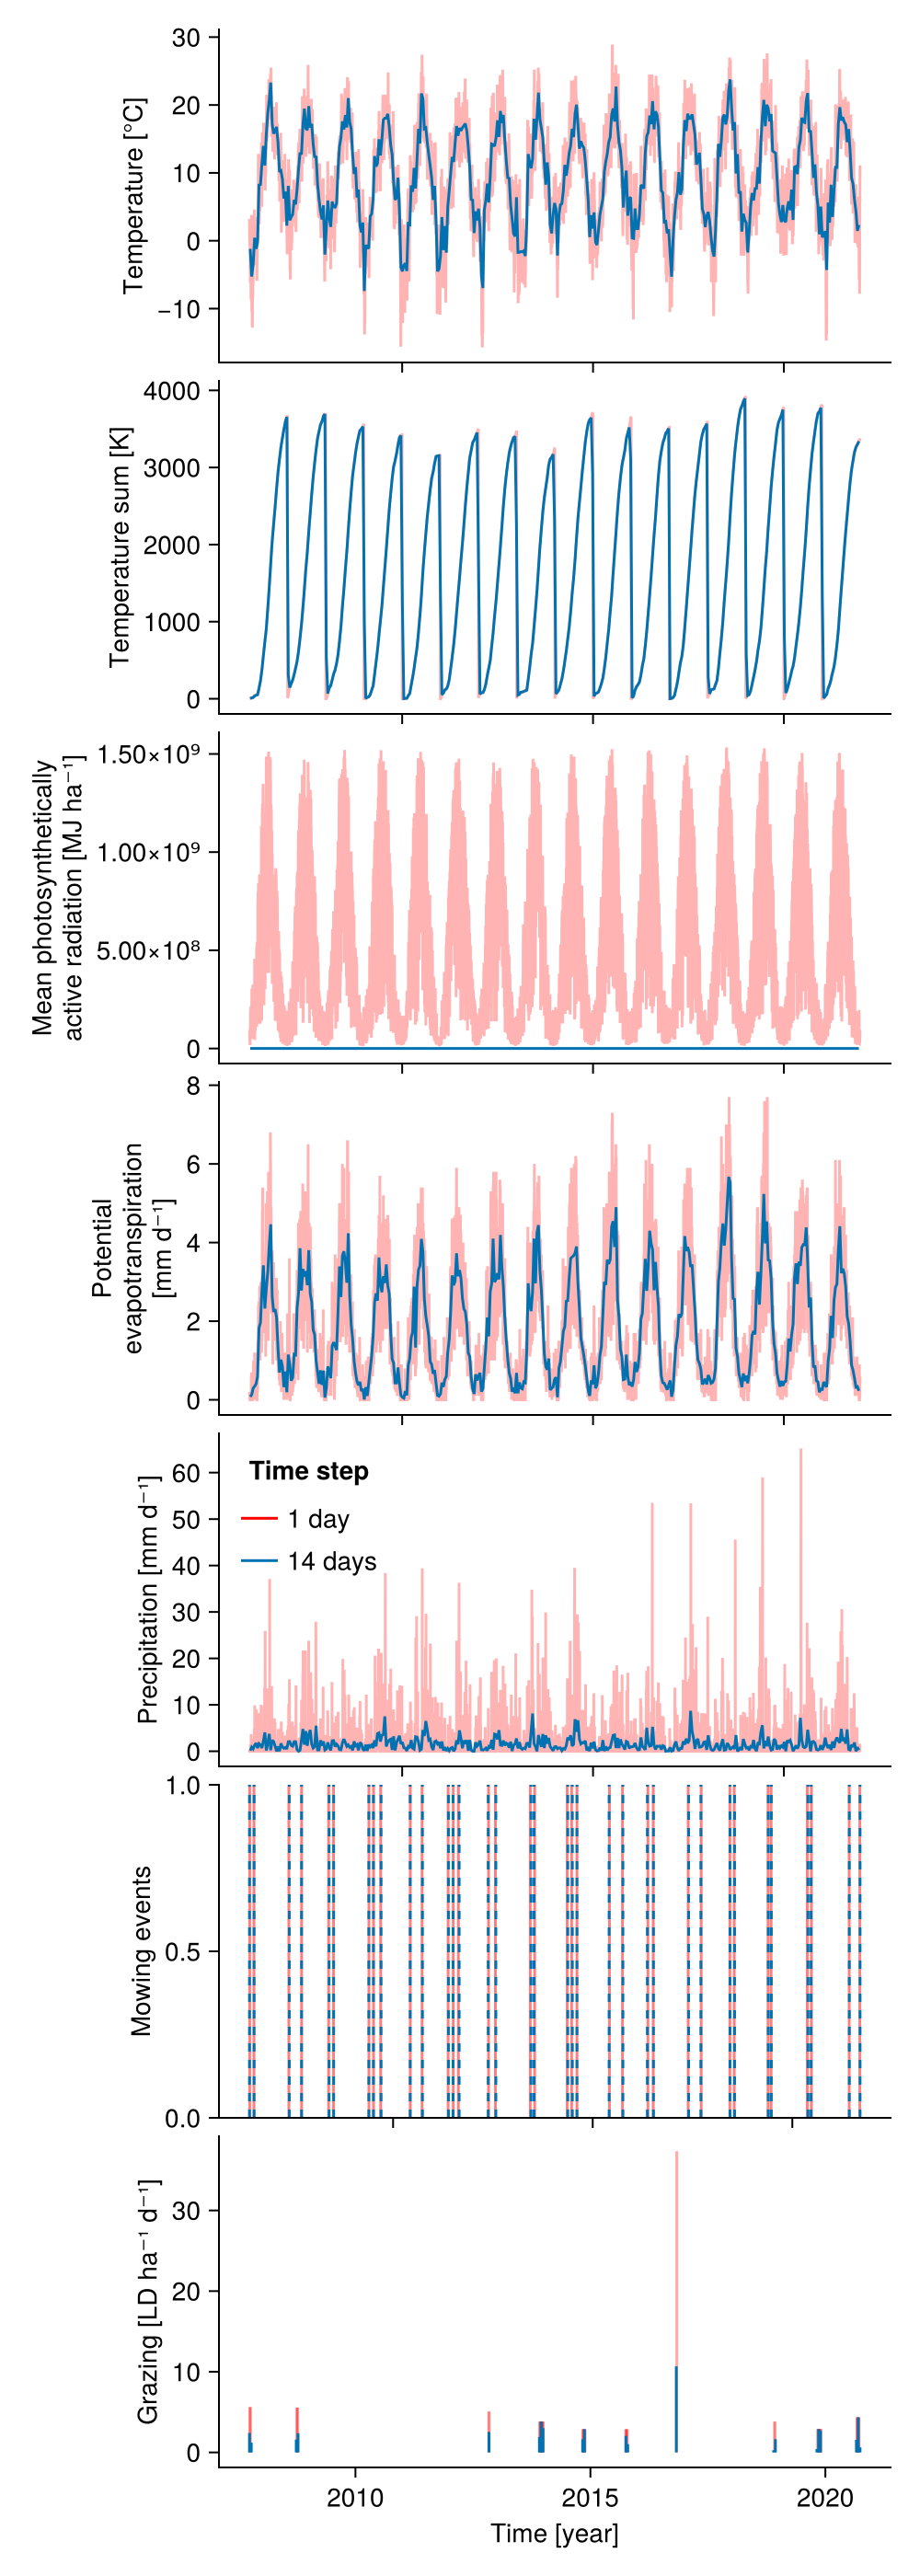 30
20
10
0
−10
Temperature [°C]
4000
3000
2000
1000
0
Temperature sum [K]
1.50×10⁹
1.00×10⁹
5.00×10⁸
0
Mean photosynthetically
active radiation [MJ ha⁻¹]
8
6
4
2
0
Potential
evapotranspiration
[mm d⁻¹]
60
50
40
30
20
10
0
Precipitation [mm d⁻¹]
Time step
1 day
14 days
1.0
0.5
0.0
Mowing events
30
20
10
0
Grazing [LD ha⁻¹ d⁻¹]
2010 2015 2020
Time [year]